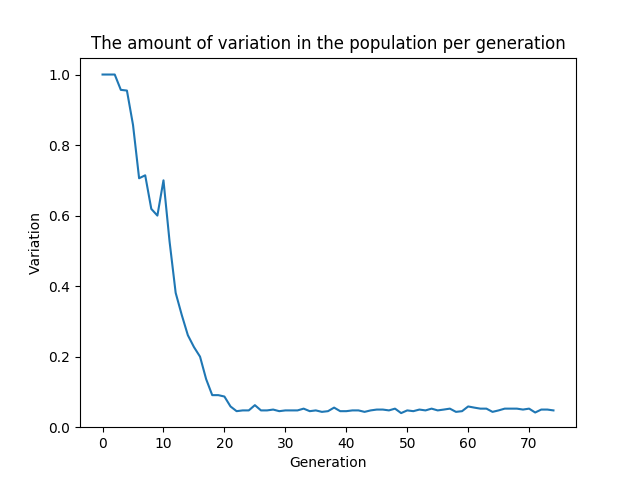 The amount of variation in the population per generation
1.0
0.8
0.6
0.4
0.2
0.0
Variation
0 10 20 30 40 50 60 70
Generation